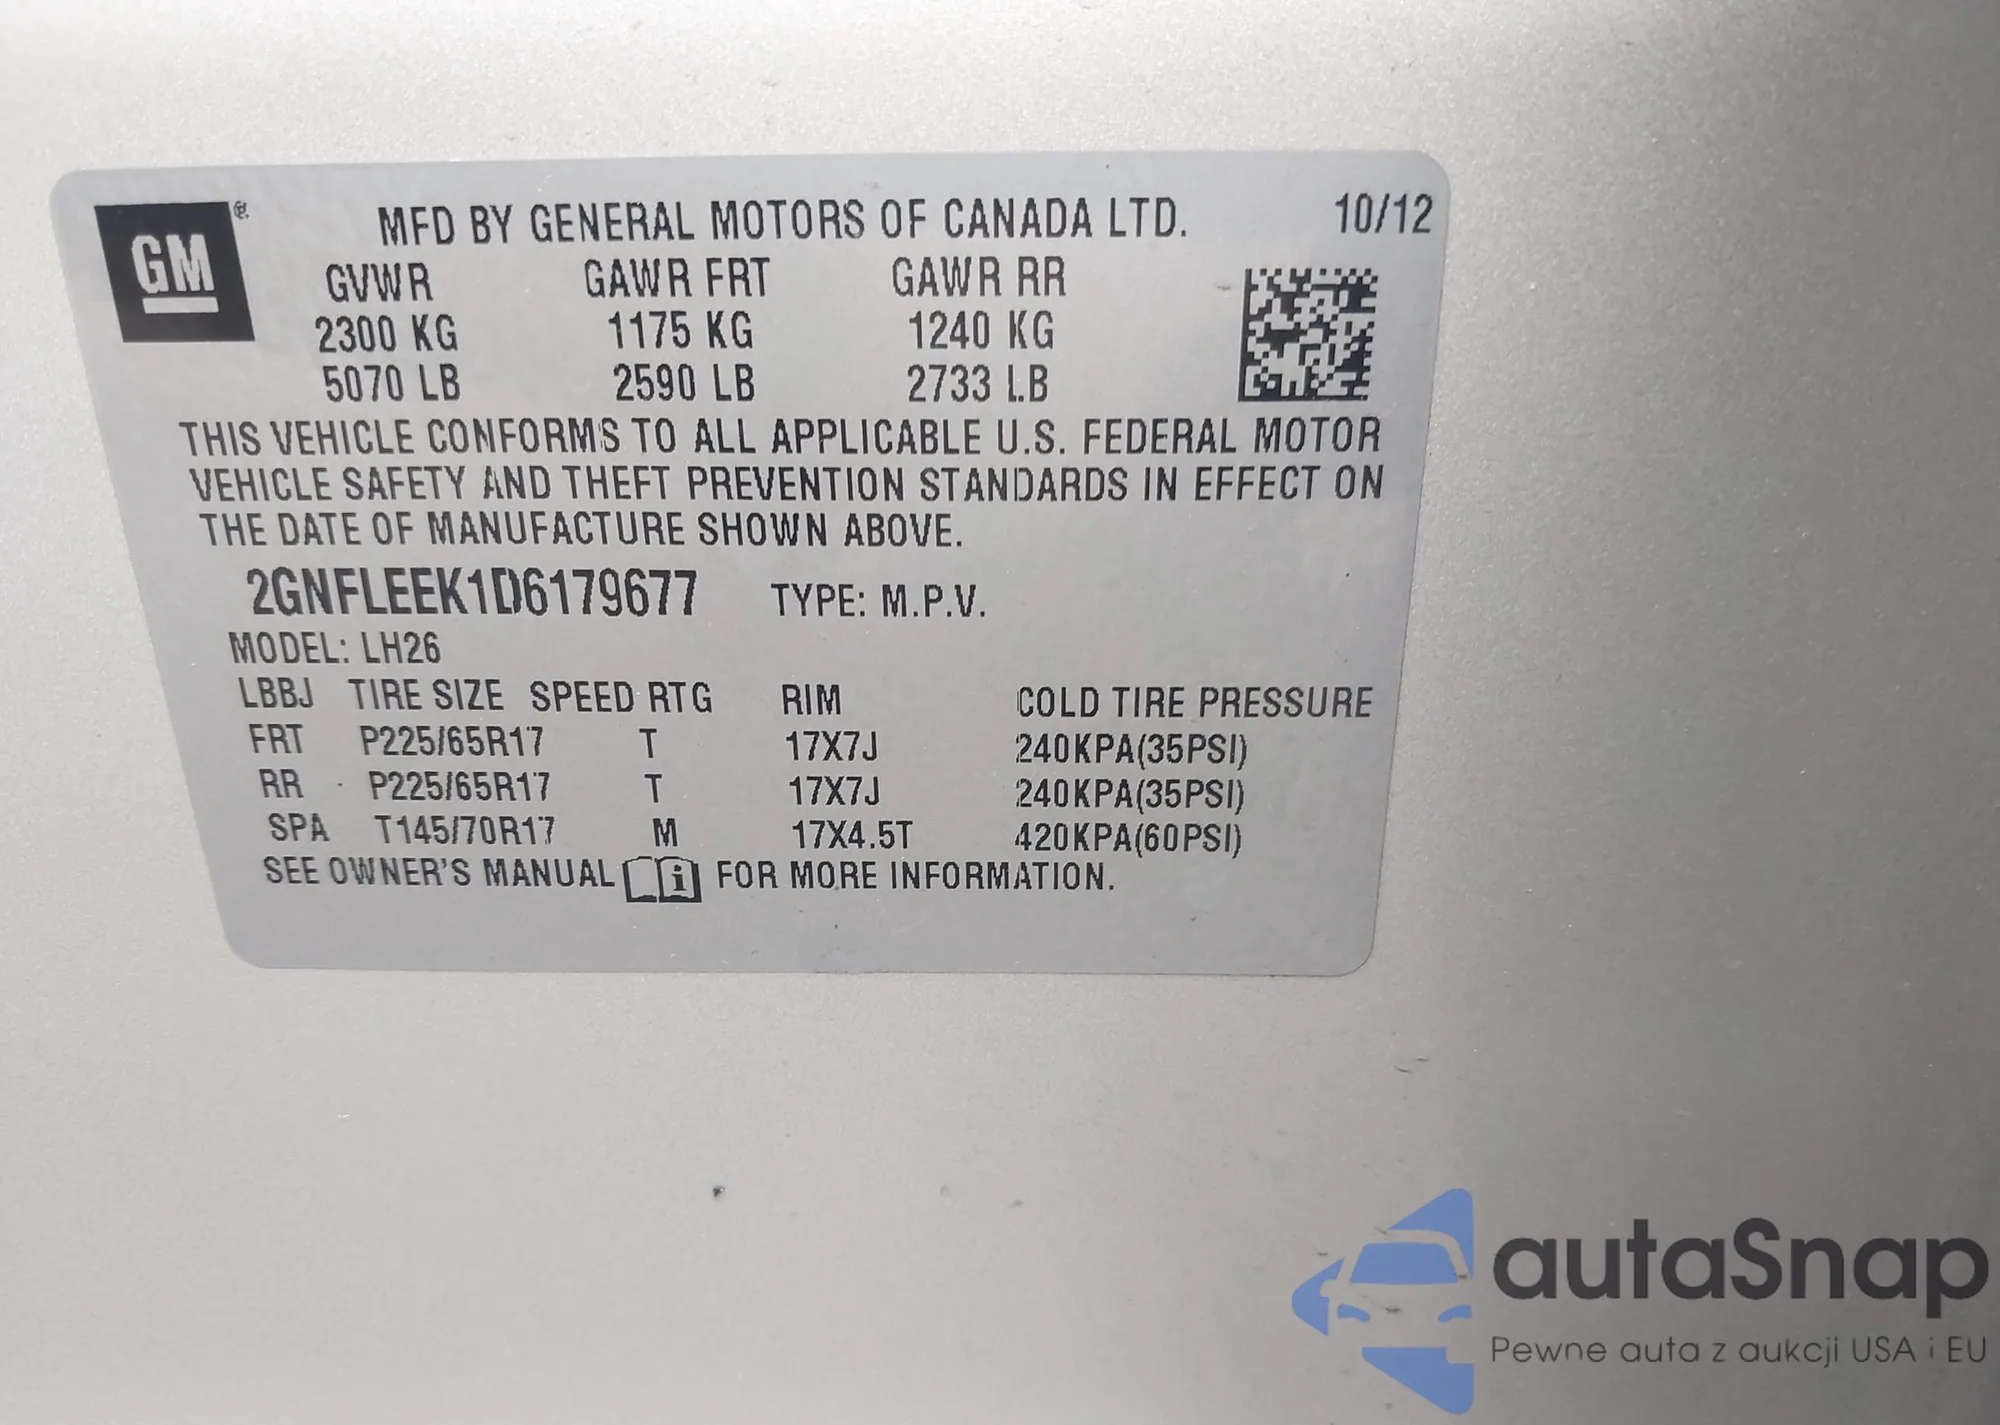 GM
MFD BY GENERAL MOTORS OF CANADA LTD. 10/12
GVWR GAWR FRT GAWR RR
2300 KG 1175 KG 1240 KG
5070 LB 2590 LB 2733 LB
THIS VEHICLE CONFORMS TO ALL APPLICABLE U.S. FEDERAL MOTOR
VEHICLE SAFETY AND THEFT PREVENTION STANDARDS IN EFFECT ON
THE DATE OF MANUFACTURE SHOWN ABOVE.
2GNFLEEK1D6179677 TYPE: M.P.V.
MODEL: LH26
LBBJ TIRE SIZE SPEED RTG RIM COLD TIRE PRESSURE
FRT P225/65R17 T 17X7J 240KPA(35PSI)
RR P225/65R17 T 17X7J 240KPA(35PSI)
SPA T145/70R17 M 17X4.5T 420KPA(60PSI)
SEE OWNER'S MANUAL i FOR MORE INFORMATION.
autaSnap
Pewne auta z aukcji USA i EU